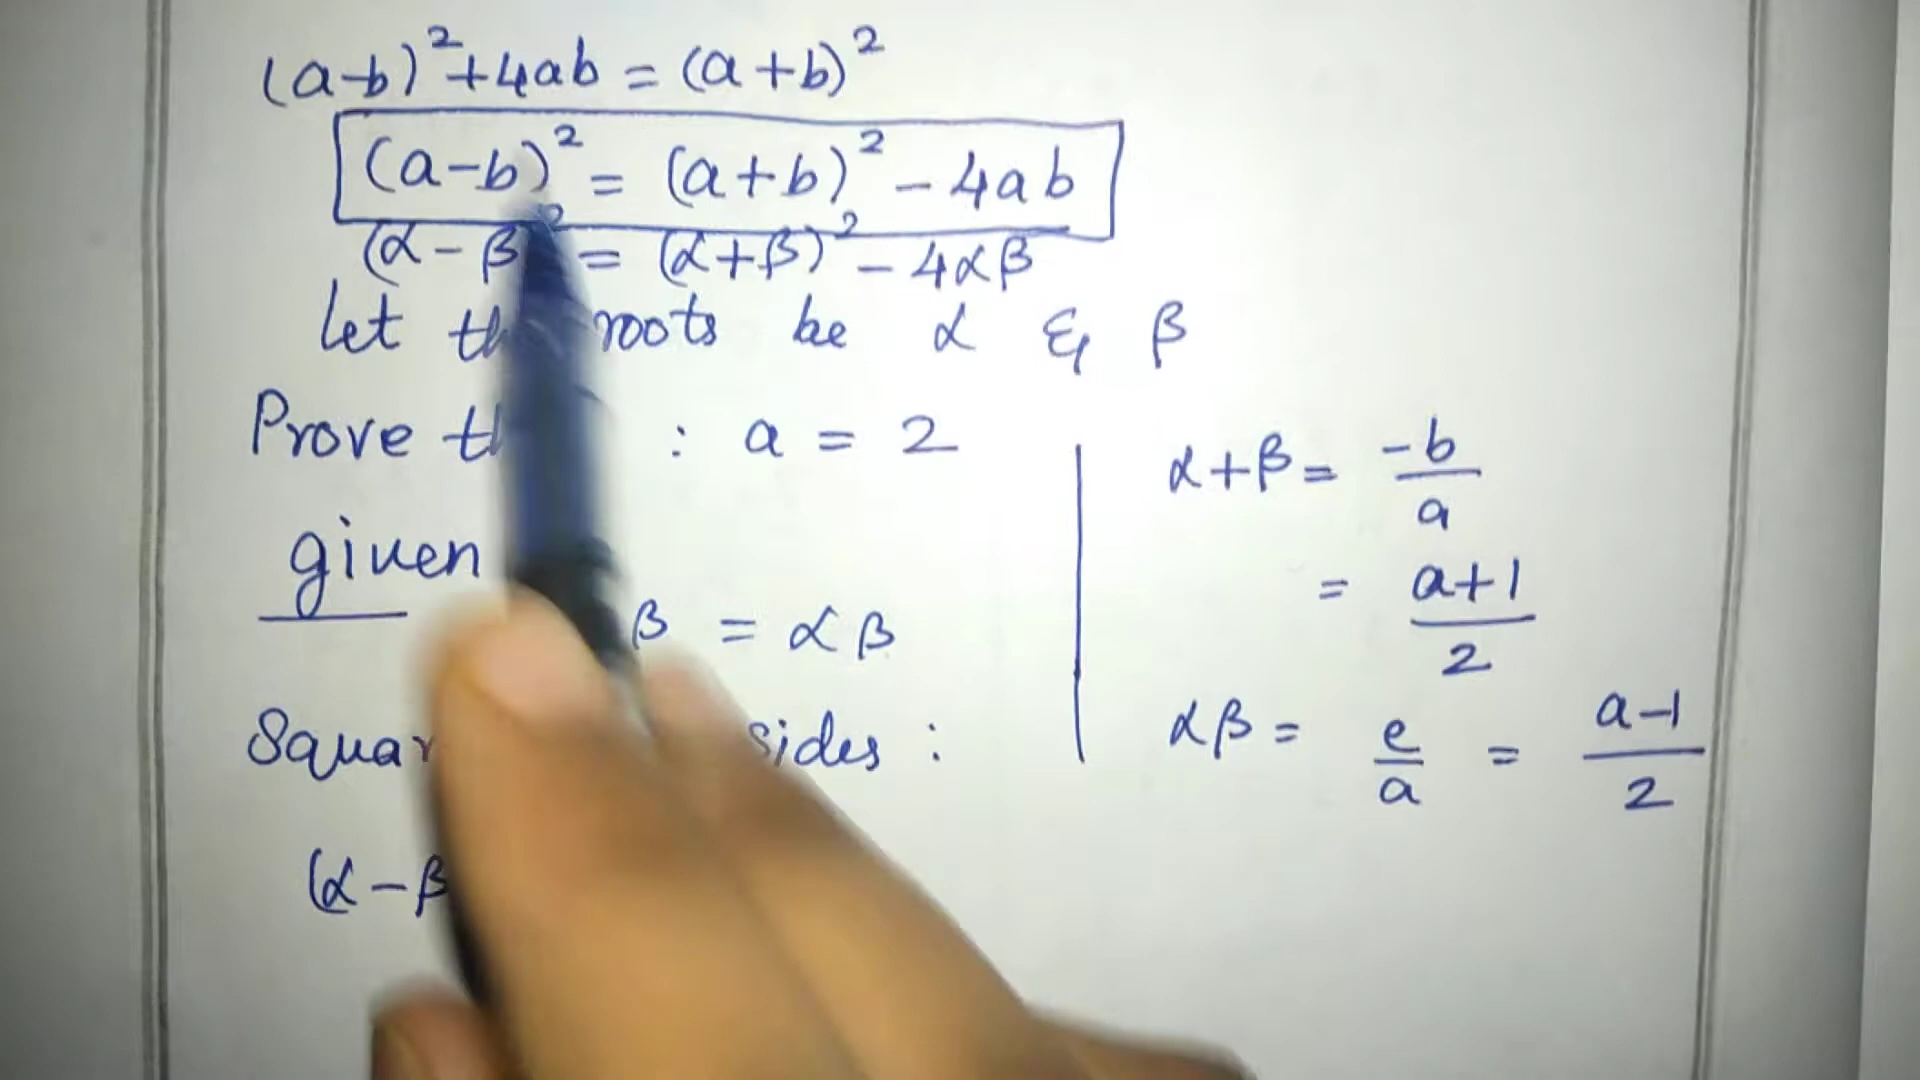 (a-b)² + 4ab = (a+b)²
(a-b)² = (a+b)² - 4ab
(α-β)² = (α+β)² - 4αβ
Let roots be α & β
Prove : a = 2
given
β = αβ
sides :
(α-β
α+β = -b/a
= a+1/2
αβ = e/a = a-1/2